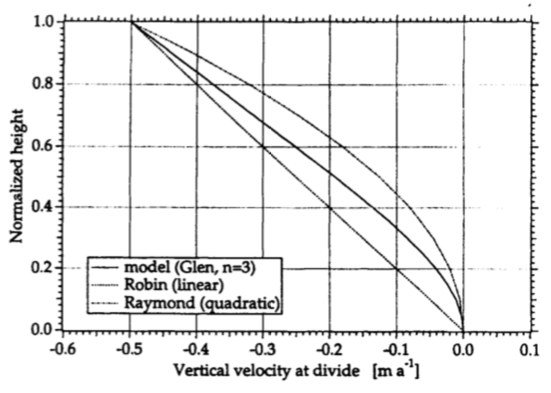 1.0
0.8
0.6
0.4
0.2
0.0
Normalized height
model (Glen, n=3)
Robin (linear)
Raymond (quadratic)
-0.6 -0.5 -0.4 -0.3 -0.2 -0.1 0.0 0.1
Vertical velocity at divide [m a⁻¹]